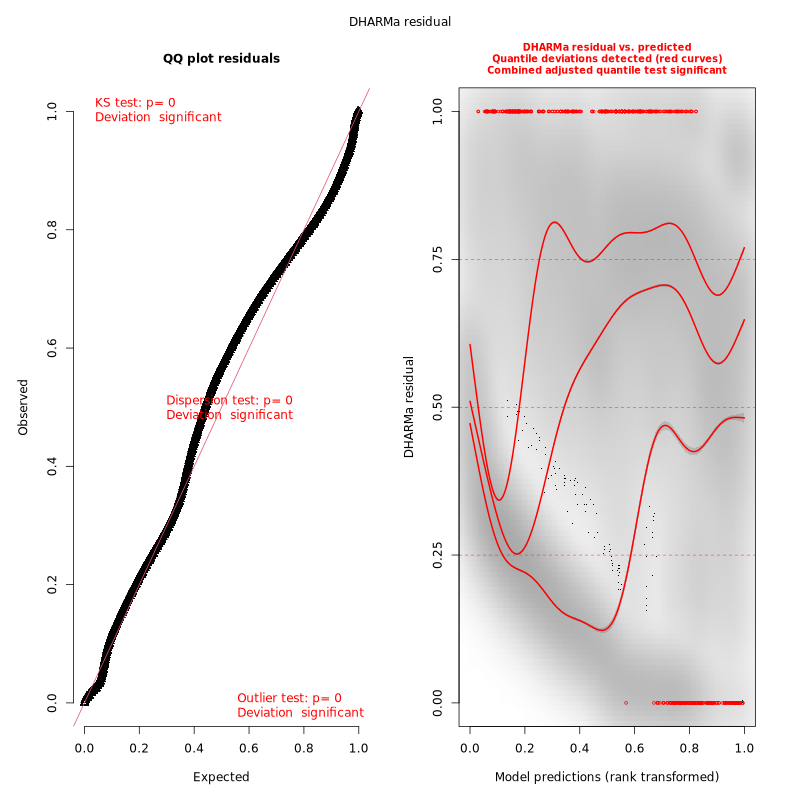 DHARMa residual
QQ plot residuals
KS test: p= 0
Deviation significant
Dispersion test: p= 0
Deviation significant
Outlier test: p= 0
Deviation significant
Observed
0.0
0.2
0.4
0.6
0.8
1.0
0.0
0.2
0.4
0.6
0.8
1.0
Expected
DHARMa residual vs. predicted
Quantile deviations detected (red curves)
Combined adjusted quantile test significant
DHARMa residual
0.00
0.25
0.50
0.75
1.00
0.0
0.2
0.4
0.6
0.8
1.0
Model predictions (rank transformed)